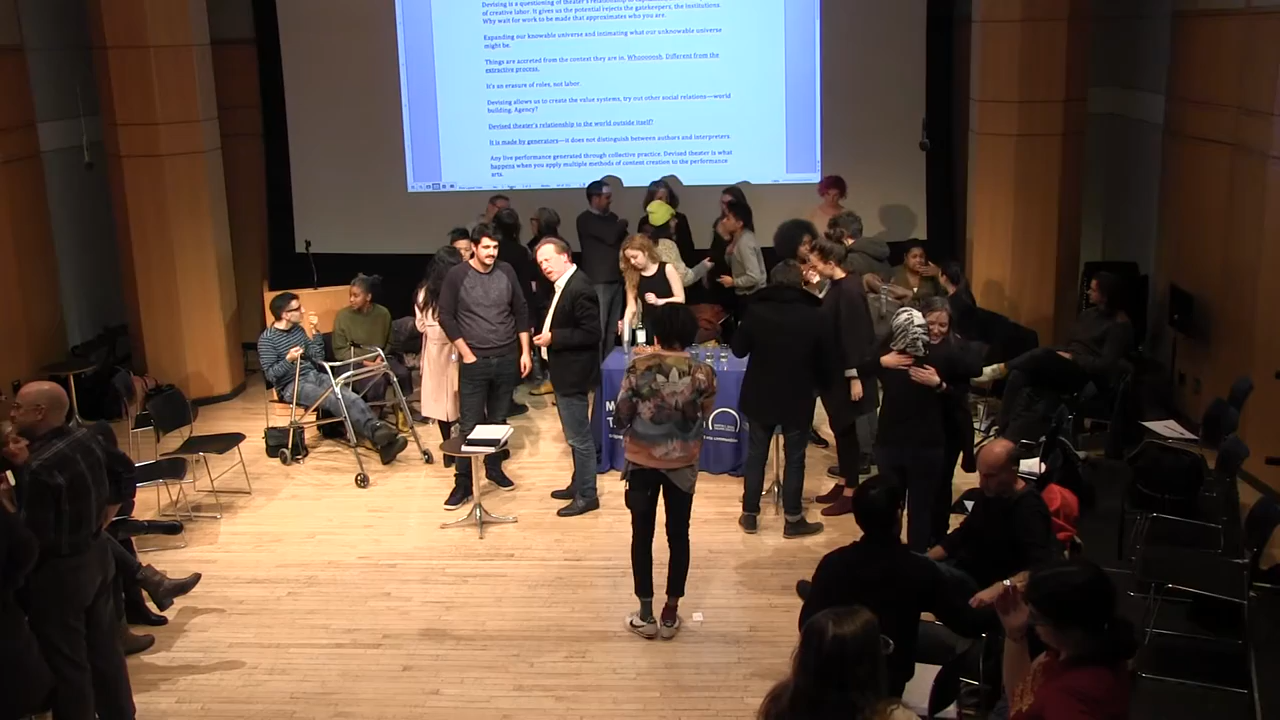 Devising is a questioning of theater's relationship to
of creative labor. It gives us the potential rejects the gatekeepers, the institutions.
Why wait for work to be made that approximates who you are.
Expanding our knowable universe and intimating what our unknowable universe
might be.
Things are accreted from the context they are in. Whooooosh. Different from the
extractive process.
It's an erasure of roles, not labor.
Devising allows us to create the value systems, try out other social relations—world
building. Agency?
Devised theater's relationship to the world outside itself?
It is made by generators—it does not distinguish between authors and interpreters.
Any live performance generated through collective practice. Devised theater is what
happens when you apply multiple methods of content creation to the performance
arts.